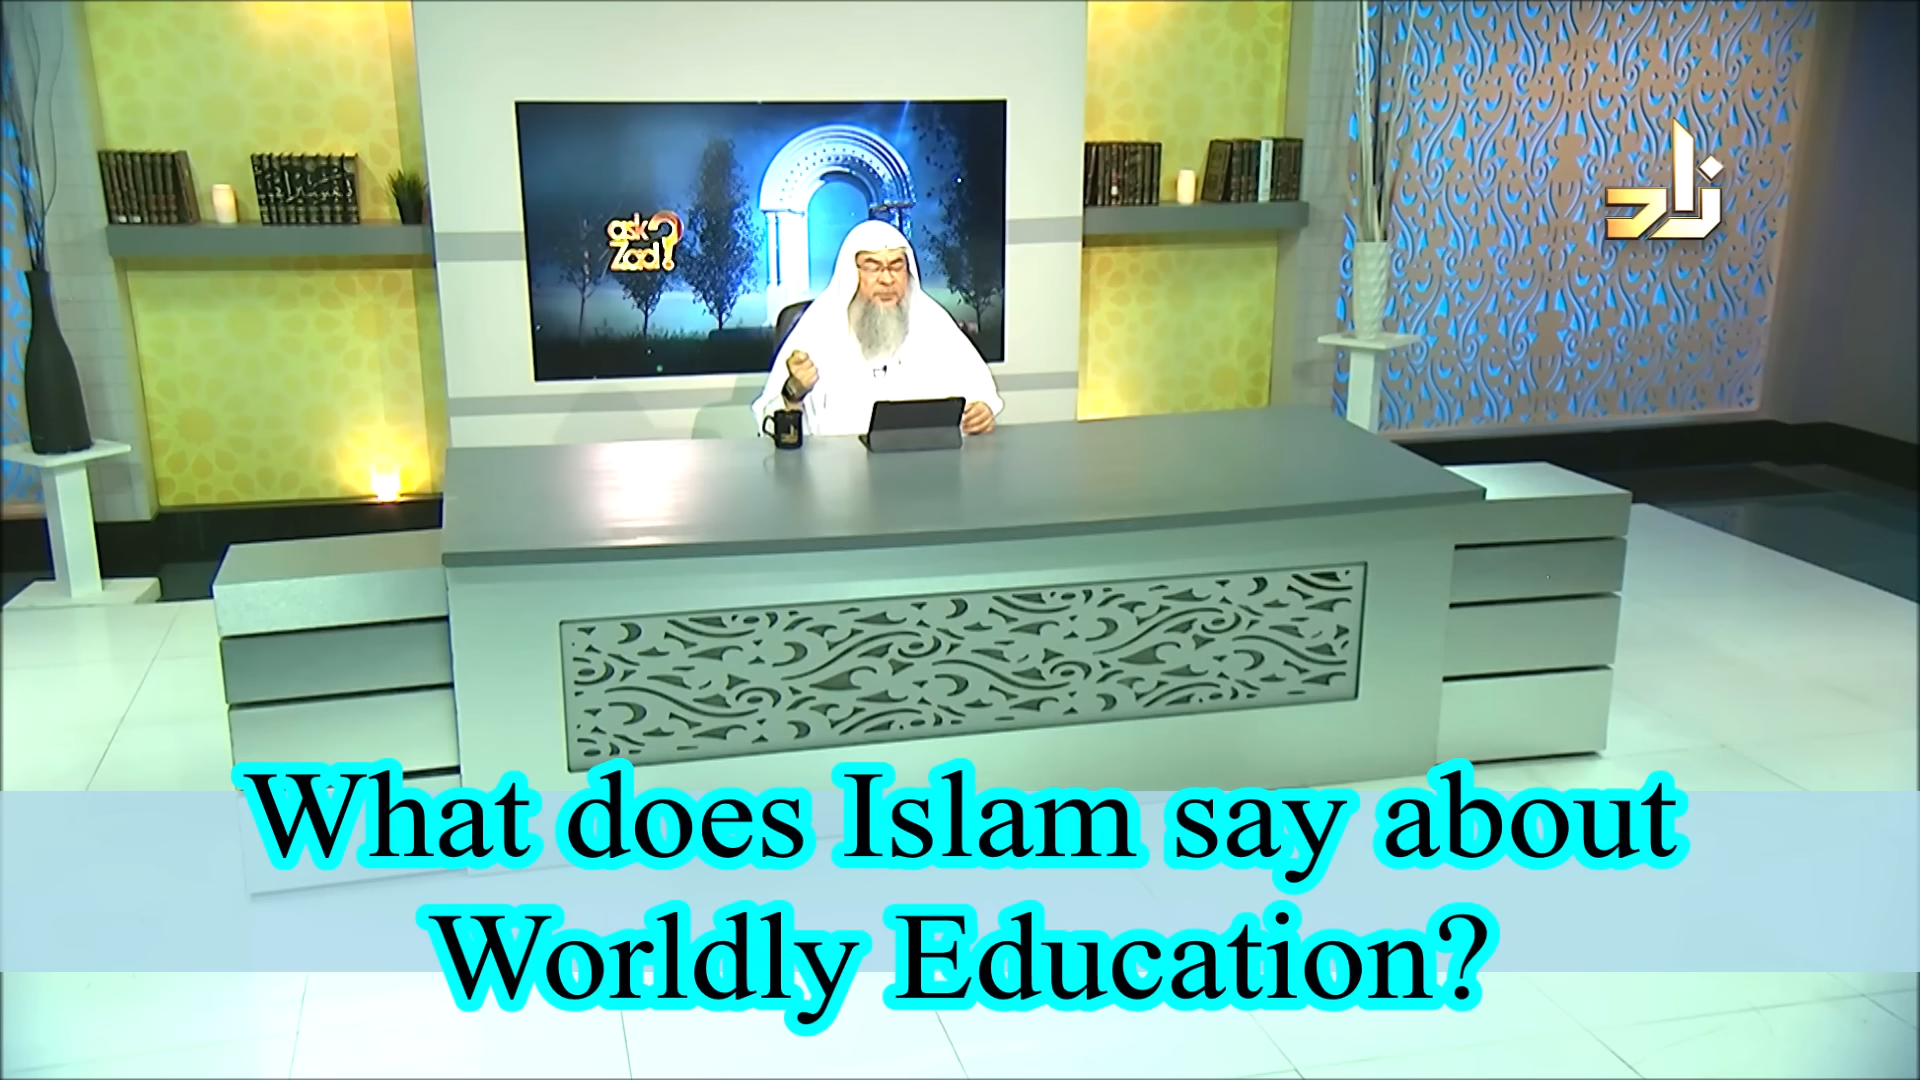 ask
Zad?!
زاد
What does Islam say about
Worldly Education?